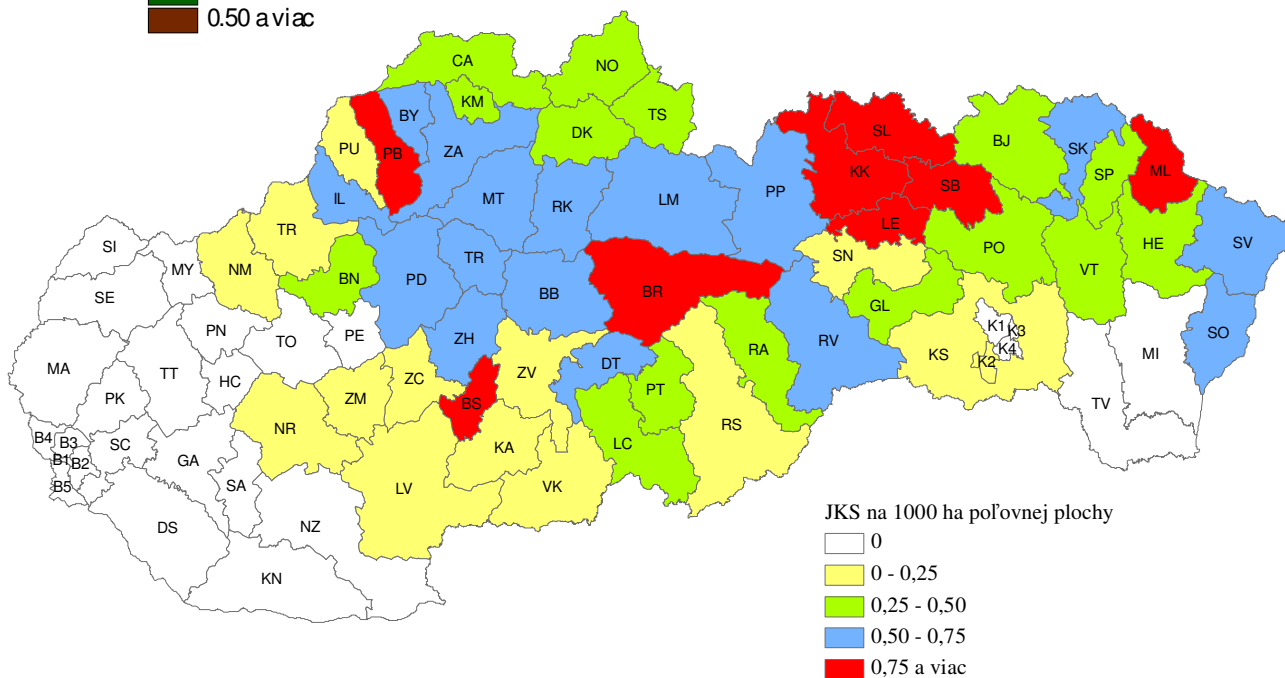 0.50 a viac
CA
NO
KM
TS
BY
DK
PU
PB
ZA
SL
BJ
SK
SP
ML
KK
SB
IL
MT
RK
LM
PP
LE
TR
SI
MY
NM
BN
PD
TR
BB
BR
SN
PO
VT
HE
SV
SE
PN
TO
PE
ZH
GL
K1
K3
K4
K2
KS
RV
RA
DT
SO
MI
MA
TT
HC
PK
ZC
ZV
BS
PT
ZM
TV
NR
RS
LC
KA
B4
B3
SC
B1
B2
GA
B5
SA
LV
VK
DS
NZ
KN
JKS na 1000 ha poľovnej plochy
0
0 - 0,25
0,25 - 0,50
0,50 - 0,75
0,75 a viac